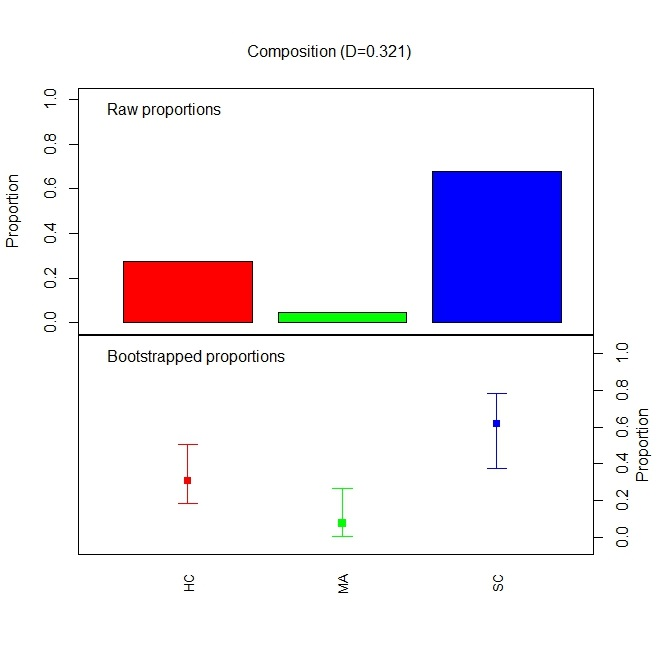 Composition (D=0.321)
Raw proportions
Proportion
1.0
0.8
0.6
0.4
0.2
0.0
Bootstrapped proportions
Proportion
1.0
0.8
0.6
0.4
0.2
0.0
HC
MA
SC